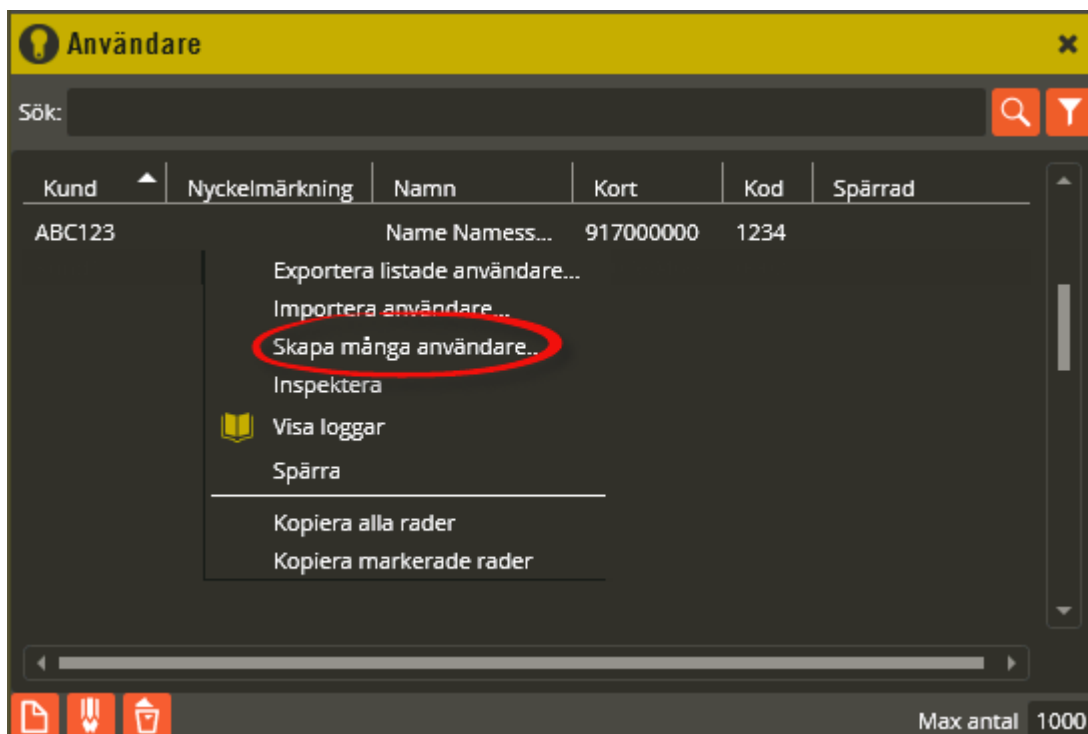 Användare
Sök:
Kund Nyckelmärkning Namn Kort Kod Spärrad
ABC123 Name Namess... 917000000 1234
Exportera listade användare...
Importera användare...
Skapa många användare..
Inspektera
Visa loggar
Spärra
Kopiera alla rader
Kopiera markerade rader
Max antal 1000